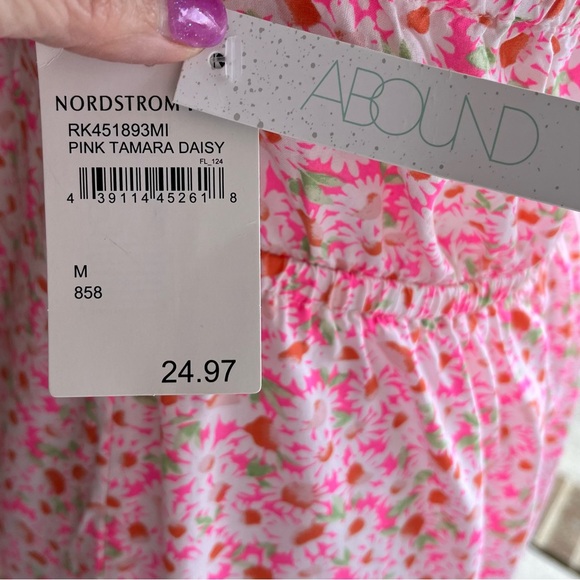 NORDSTROM
RK451893MI
PINK TAMARA DAISY
FL_124
4 39114 45261 8
M
858
24.97
ABOUND